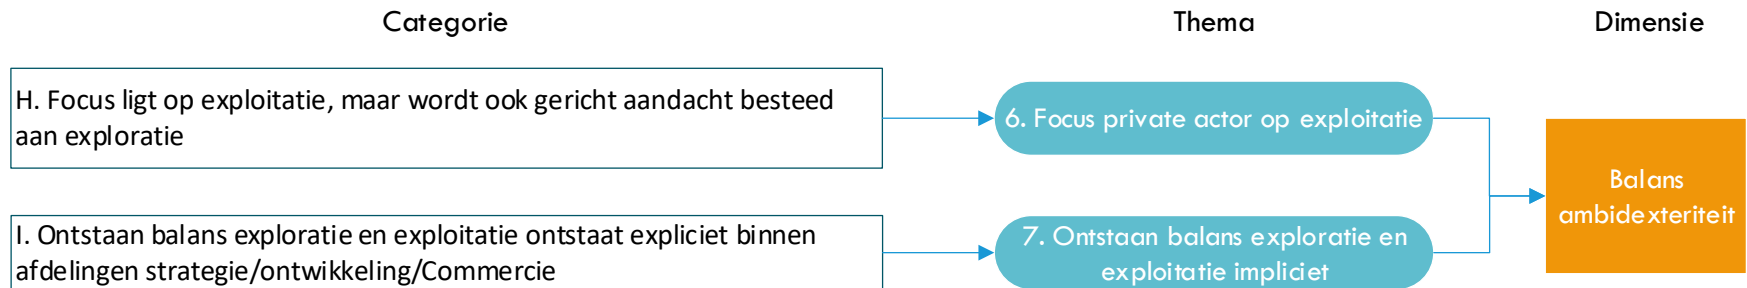 Categorie
Thema
Dimensie
H. Focus ligt op exploitatie, maar wordt ook gericht aandacht besteed
aan exploratie
6. Focus private actor op exploitatie
Balans
ambidexteriteit
I. Ontstaan balans exploratie en exploitatie ontstaat expliciet binnen
afdelingen strategie/ontwikkeling/Commercie
7. Ontstaan balans exploratie en
exploitatie impliciet